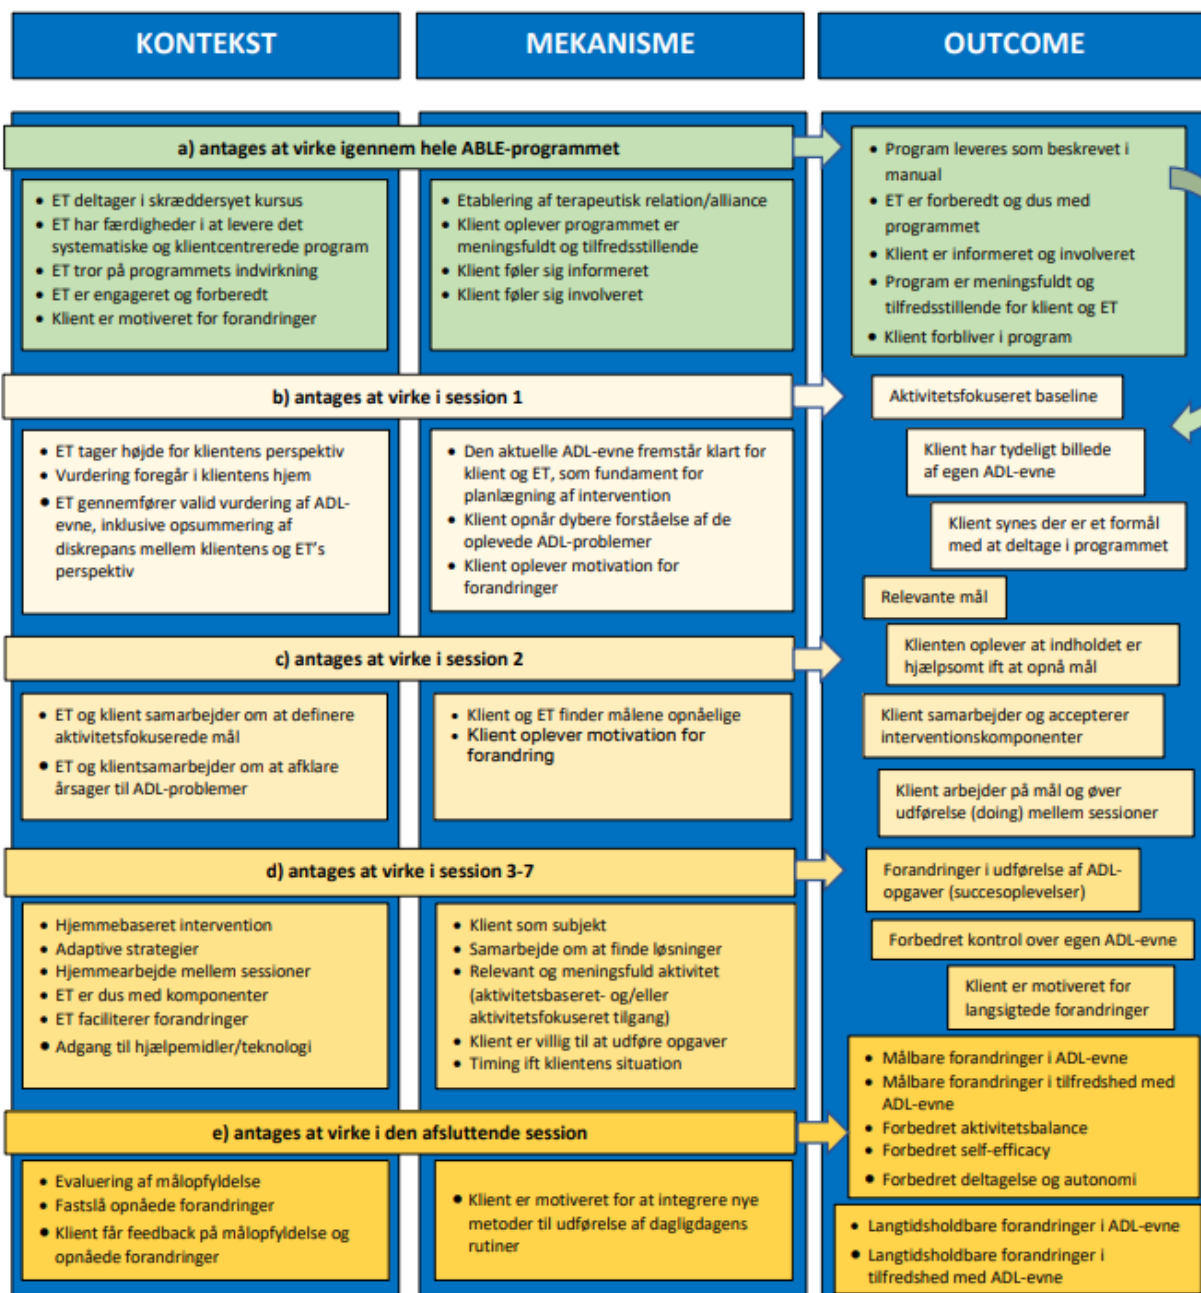 KONTEKST
MEKANISME
OUTCOME
a) antages at virke igennem hele ABLE-programmet
• ET deltager i skræddersyet kursus
• ET har færdigheder i at levere det
systematiske og klientcentrerede program
• ET tror på programmets indvirkning
• ET er engageret og forberedt
• Klient er motiveret for forandringer
• Etablering af terapeutisk relation/alliance
• Klient oplever programmet er
meningsfuldt og tilfredsstillende
• Klient føler sig informeret
• Klient føler sig involveret
• Program leveres som beskrevet i
manual
• ET er forberedt og dus med
programmet
• Klient er informeret og involveret
• Program er meningsfuldt og
tilfredsstillende for klient og ET
• Klient forbliver i program
b) antages at virke i session 1
• ET tager højde for klientens perspektiv
• Vurdering foregår i klientens hjem
• ET gennemfører valid vurdering af ADL-
evne, inklusive opsummering af
diskrepans mellem klientens og ET's
perspektiv
• Den aktuelle ADL-evne fremstår klart for
klient og ET, som fundament for
planlægning af intervention
• Klient opnår dybere forståelse af de
oplevede ADL-problemer
• Klient oplever motivation for
forandringer
Aktivitetsfokuseret baseline
Klient har tydeligt billede
af egen ADL-evne
Klient synes der er et formål
med at deltage i programmet
Relevante mål
c) antages at virke i session 2
• ET og klient samarbejder om at definere
aktivitetsfokuserede mål
• ET og klientsamarbejder om at afklare
årsager til ADL-problemer
• Klient og ET finder målene opnåelige
• Klient oplever motivation for
forandring
Klienten oplever at indholdet er
hjælpsomt ift at opnå mål
Klient samarbejder og accepterer
interventionskomponenter
Klient arbejder på mål og øver
udførelse (doing) mellem sessioner
d) antages at virke i session 3-7
• Hjemmebaseret intervention
• Adaptive strategier
• Hjemmearbejde mellem sessioner
• ET er dus med komponenter
• ET faciliterer forandringer
• Adgang til hjælpemidler/teknologi
• Klient som subjekt
• Samarbejde om at finde løsninger
• Relevant og meningsfuld aktivitet
(aktivitetsbaseret- og/eller
aktivitetsfokuseret tilgang)
• Klient er villig til at udføre opgaver
• Timing ift klientens situation
Forandringer i udførelse af ADL-
opgaver (succesoplevelser)
Forbedret kontrol over egen ADL-evne
Klient er motiveret for
langsigtede forandringer
e) antages at virke i den afsluttende session
• Evaluering af målopfyldelse
• Fastslå opnåede forandringer
• Klient får feedback på målopfyldelse og
opnåede forandringer
• Klient er motiveret for at integrere nye
metoder til udførelse af dagligdagens
rutiner
• Målbare forandringer i ADL-evne
• Målbare forandringer i tilfredshed med
ADL-evne
• Forbedret aktivitetsbalance
• Forbedret self-efficacy
• Forbedret deltagelse og autonomi
• Langtidsholdbare forandringer i ADL-evne
• Langtidsholdbare forandringer i
tilfredshed med ADL-evne